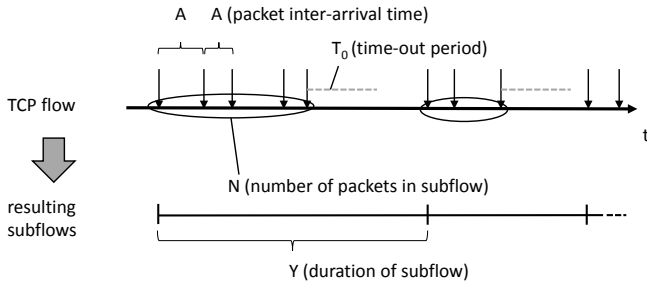 A A (packet inter-arrival time)
T0 (time-out period)
TCP flow
t
N (number of packets in subflow)
resulting
subflows
Y (duration of subflow)